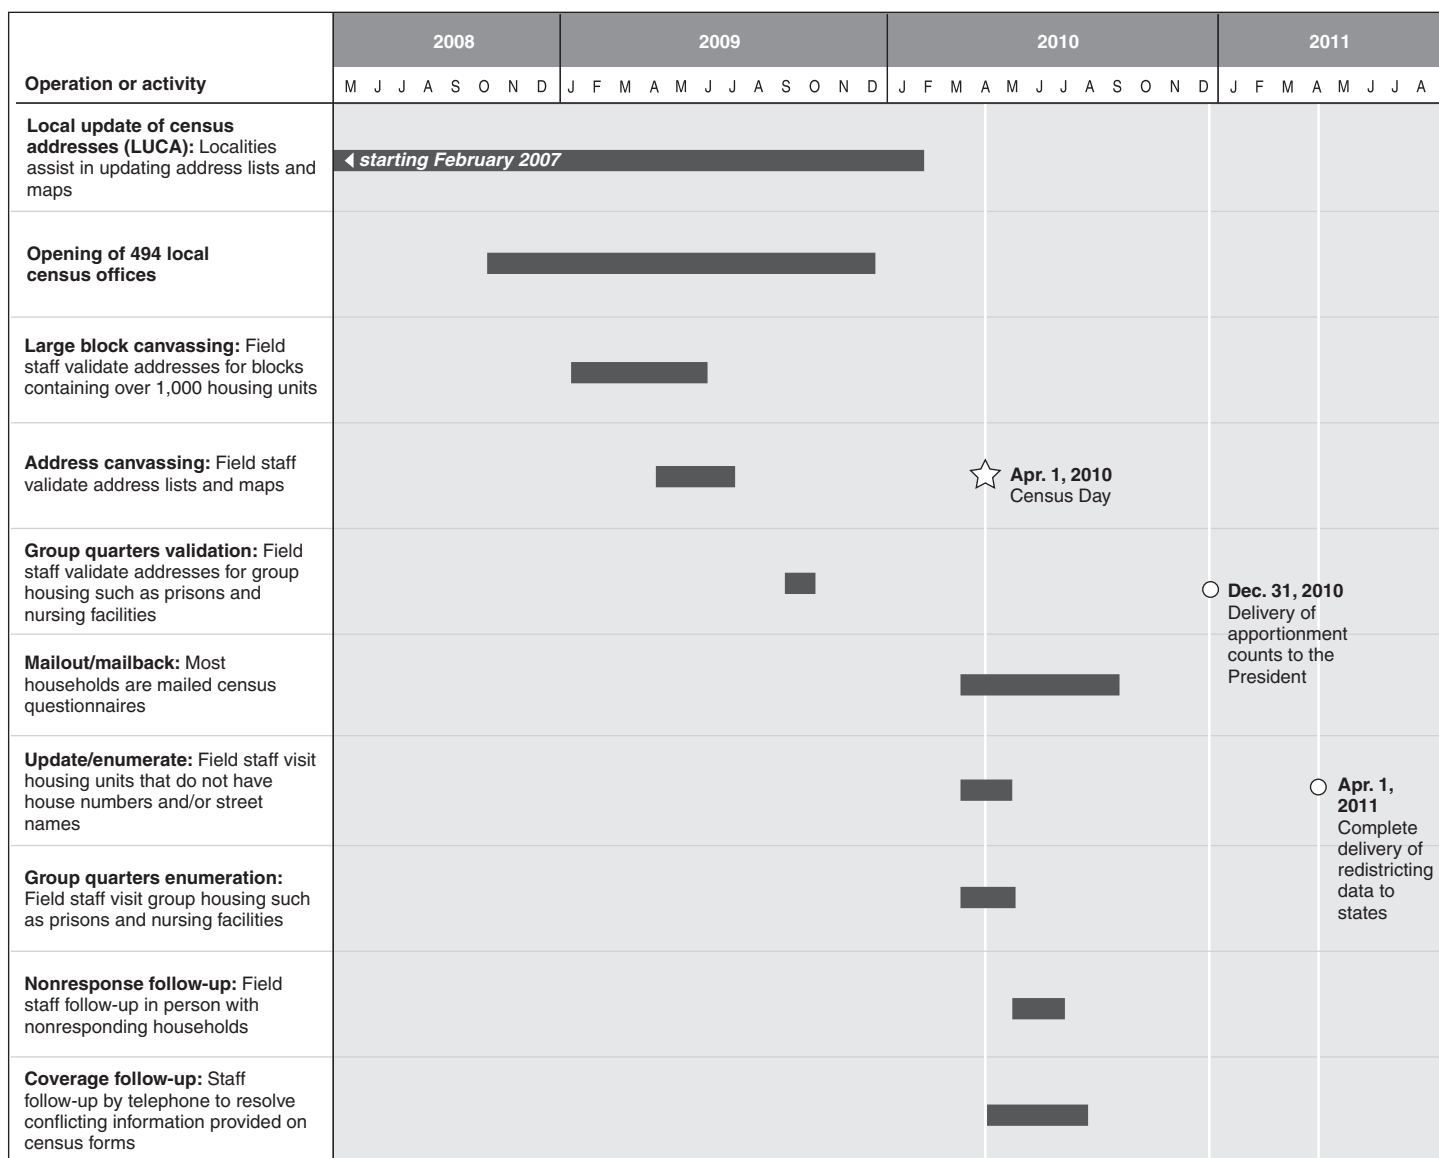 2008 2009 2010 2011
Operation or activity
M J J A S O N D J F M A M J J A S O N D J F M A M J J A S O N D J F M A M J J A
Local update of census
addresses (LUCA): Localities
assist in updating address lists and
maps
starting February 2007
Opening of 494 local
census offices
Large block canvassing: Field
staff validate addresses for blocks
containing over 1,000 housing units
Address canvassing: Field staff
validate address lists and maps
Apr. 1, 2010
Census Day
Group quarters validation: Field
staff validate addresses for group
housing such as prisons and
nursing facilities
Dec. 31, 2010
Delivery of
apportionment
counts to the
President
Mailout/mailback: Most
households are mailed census
questionnaires
Update/enumerate: Field staff visit
housing units that do not have
house numbers and/or street
names
Apr. 1,
2011
Complete
delivery of
redistricting
data to
states
Group quarters enumeration:
Field staff visit group housing such
as prisons and nursing facilities
Nonresponse follow-up: Field
staff follow-up in person with
nonresponding households
Coverage follow-up: Staff
follow-up by telephone to resolve
conflicting information provided on
census forms